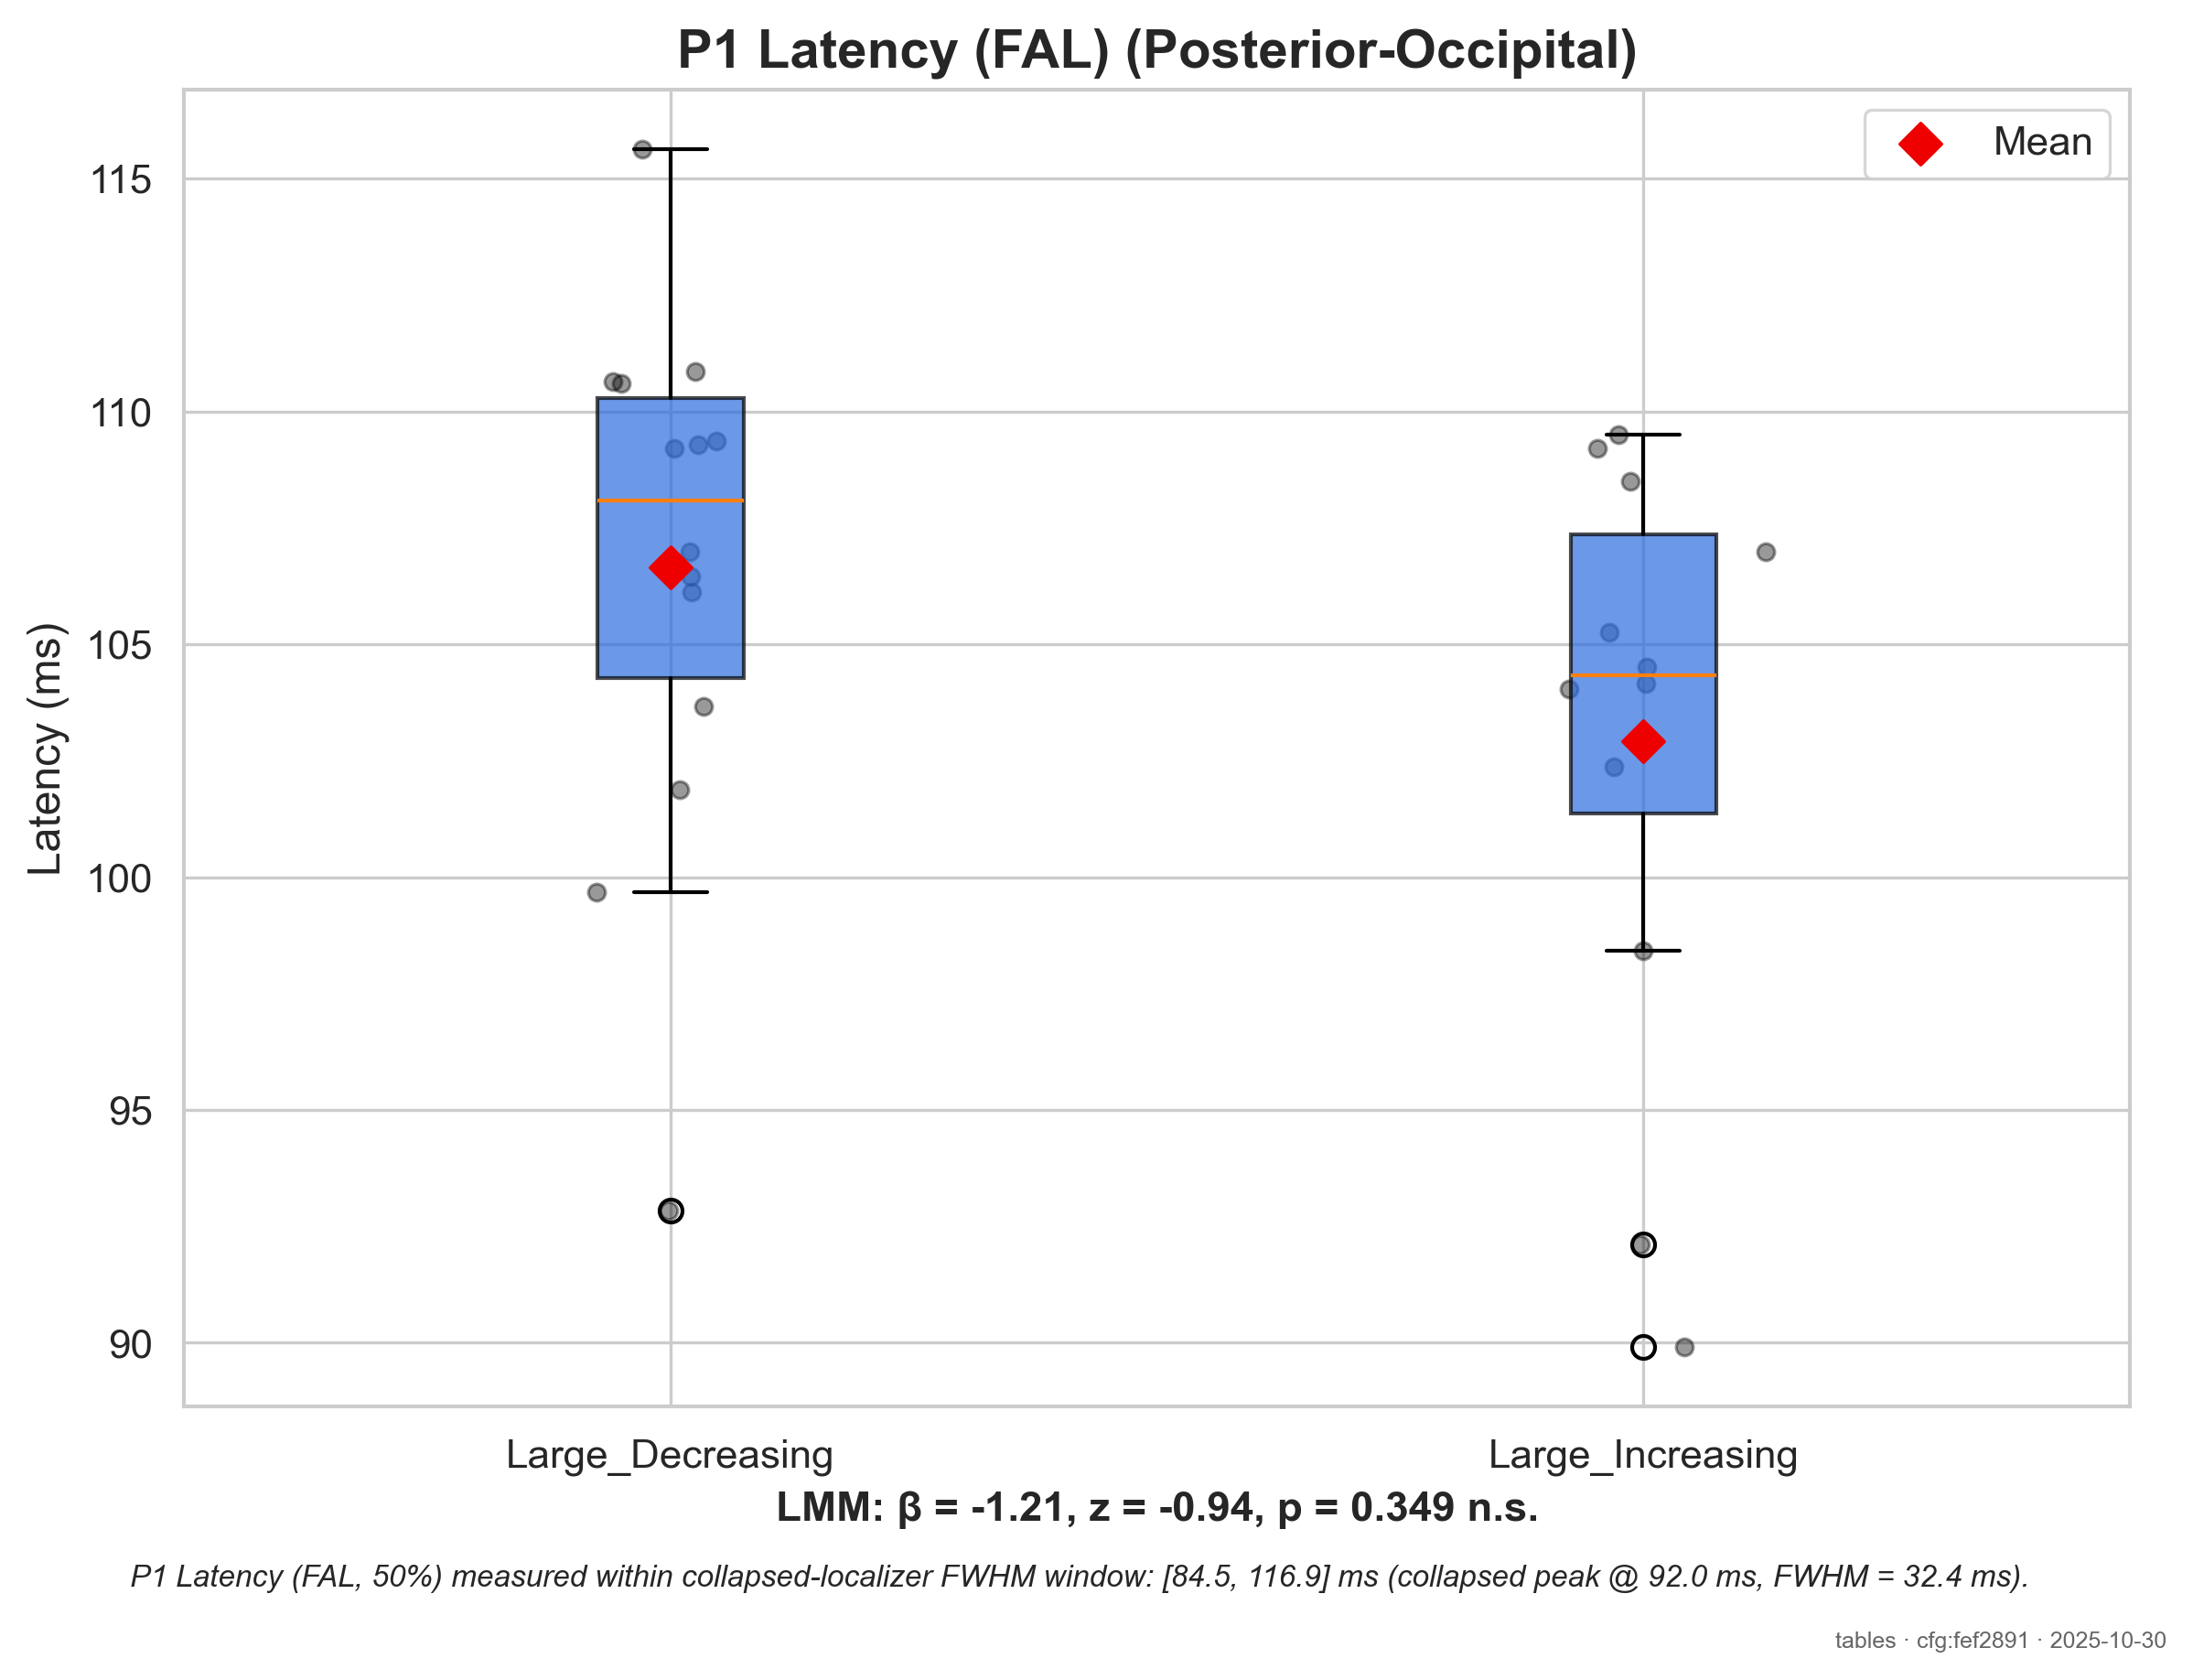 P1 Latency (FAL) (Posterior-Occipital)
Mean
115
110
105
100
95
90
Latency (ms)
Large_Decreasing
Large_Increasing
LMM: β = -1.21, z = -0.94, p = 0.349 n.s.
P1 Latency (FAL, 50%) measured within collapsed-localizer FWHM window: [84.5, 116.9] ms (collapsed peak @ 92.0 ms, FWHM = 32.4 ms).
tables · cfg:fef2891 · 2025-10-30